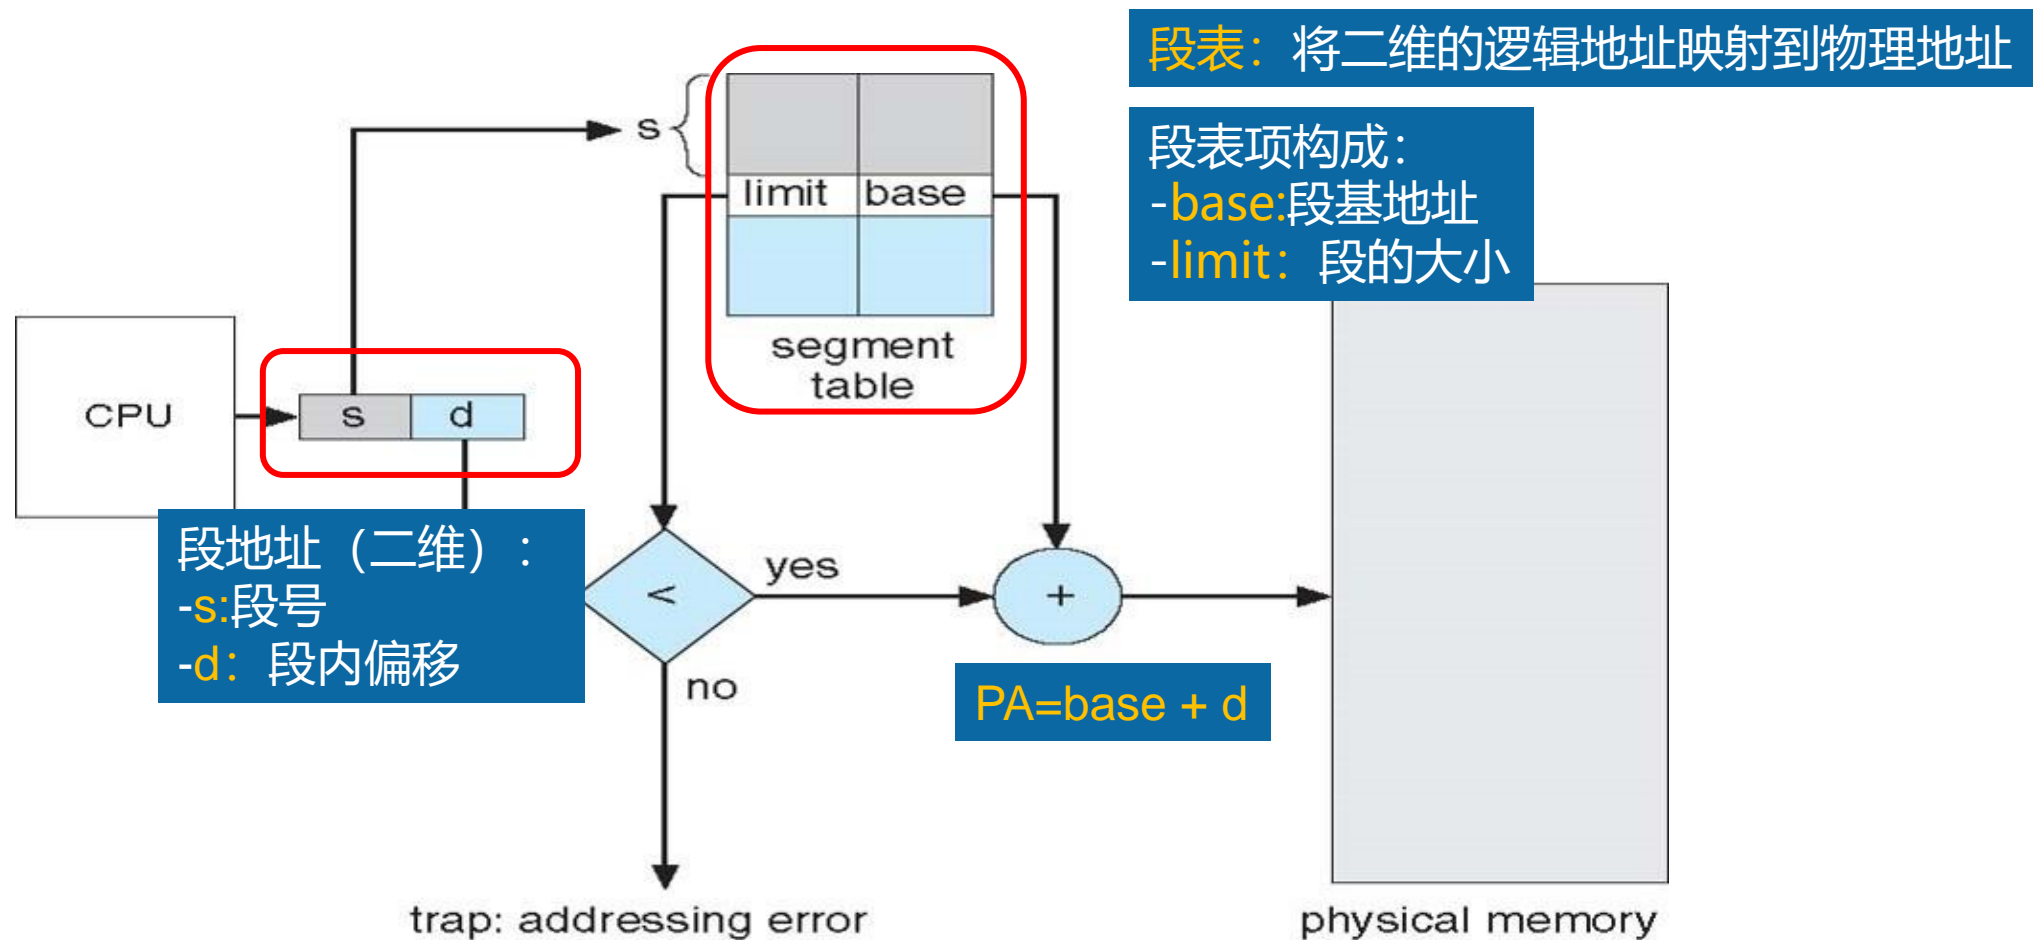 段表：将二维的逻辑地址映射到物理地址
段表项构成：
-base:段基地址
-limit：段的大小
s
limit
base
segment
table
CPU
s
d
段地址（二维）：
-s:段号
-d：段内偏移
<
yes
+
no
PA=base + d
trap: addressing error
physical memory